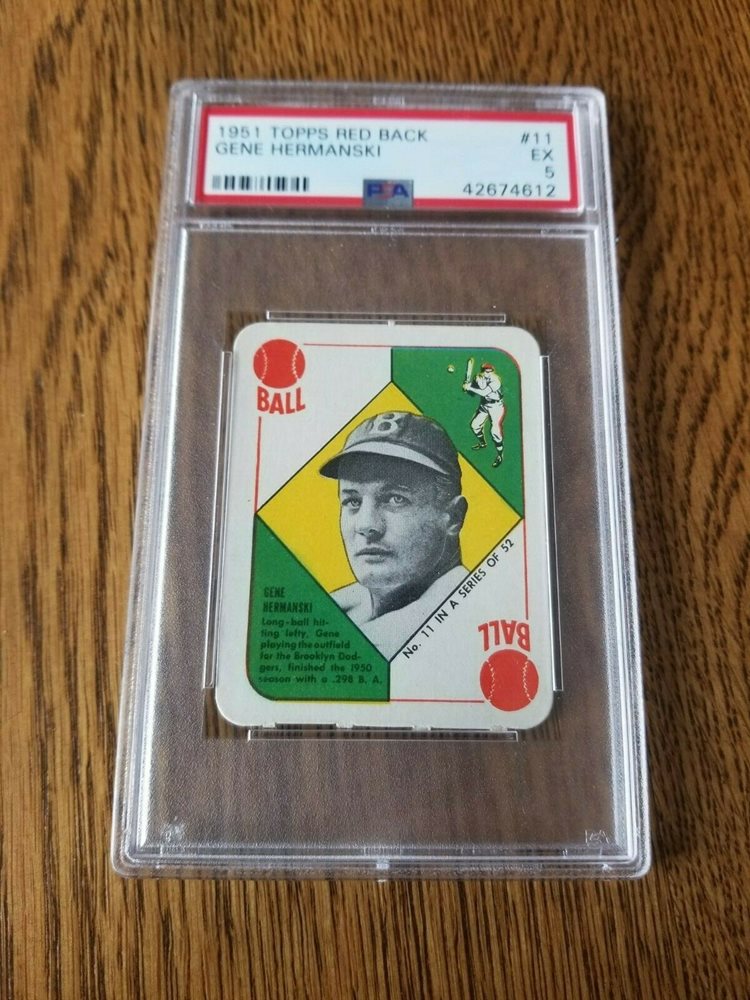 1951 TOPPS RED BACK #11
GENE HERMANSKI EX
5
PSA 42674612
BALL
B
GENE
HERMANSKI
Long-ball hit-
ting lefty, Gene
playing the outfield
for the Brooklyn Dod-
gers, finished the 1950
season with a .298 B. A.
No. 11 IN A SERIES OF 52
BALL